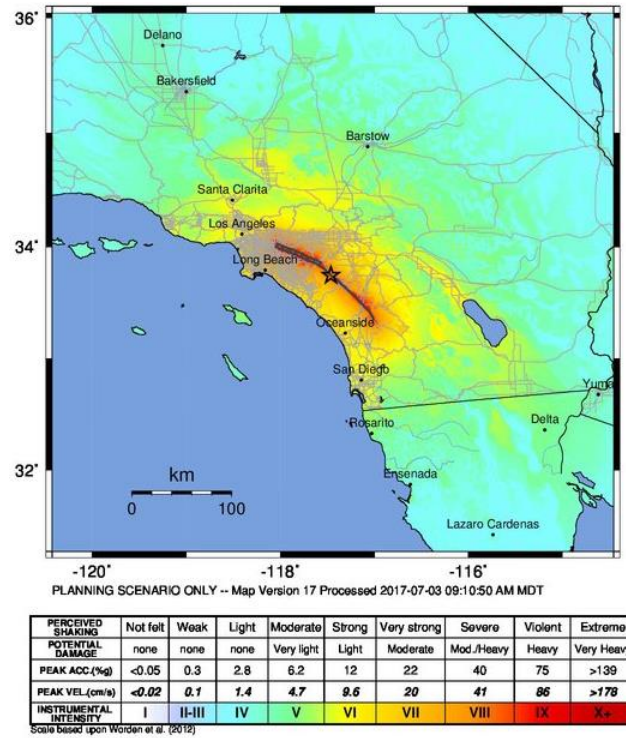 36°
Delano
Bakersfield
Barstow
Santa Clarita
Los Angeles
34°
Long Beach
Oceanside
San Diego
Yuma
Rosarito
Delta
32°
Ensenada
km
0 100
Lazaro Cardenas
-120° -118° -116°
PLANNING SCENARIO ONLY -- Map Version 17 Processed 2017-07-03 09:10:50 AM MDT
PERCEIVED SHAKING Not felt Weak Light Moderate Strong Very strong Severe Violent Extreme
POTENTIAL DAMAGE none none none Very light Light Moderate Mod./Heavy Heavy Very Heav
PEAK ACC.(%g) <0.05 0.3 2.8 6.2 12 22 40 75 >139
PEAK VEL.(cm/s) <0.02 0.1 1.4 4.7 9.6 20 41 86 >178
INSTRUMENTAL INTENSITY I II-III IV V VI VII VIII IX X+
Scale based upon Worden et al. (2012)